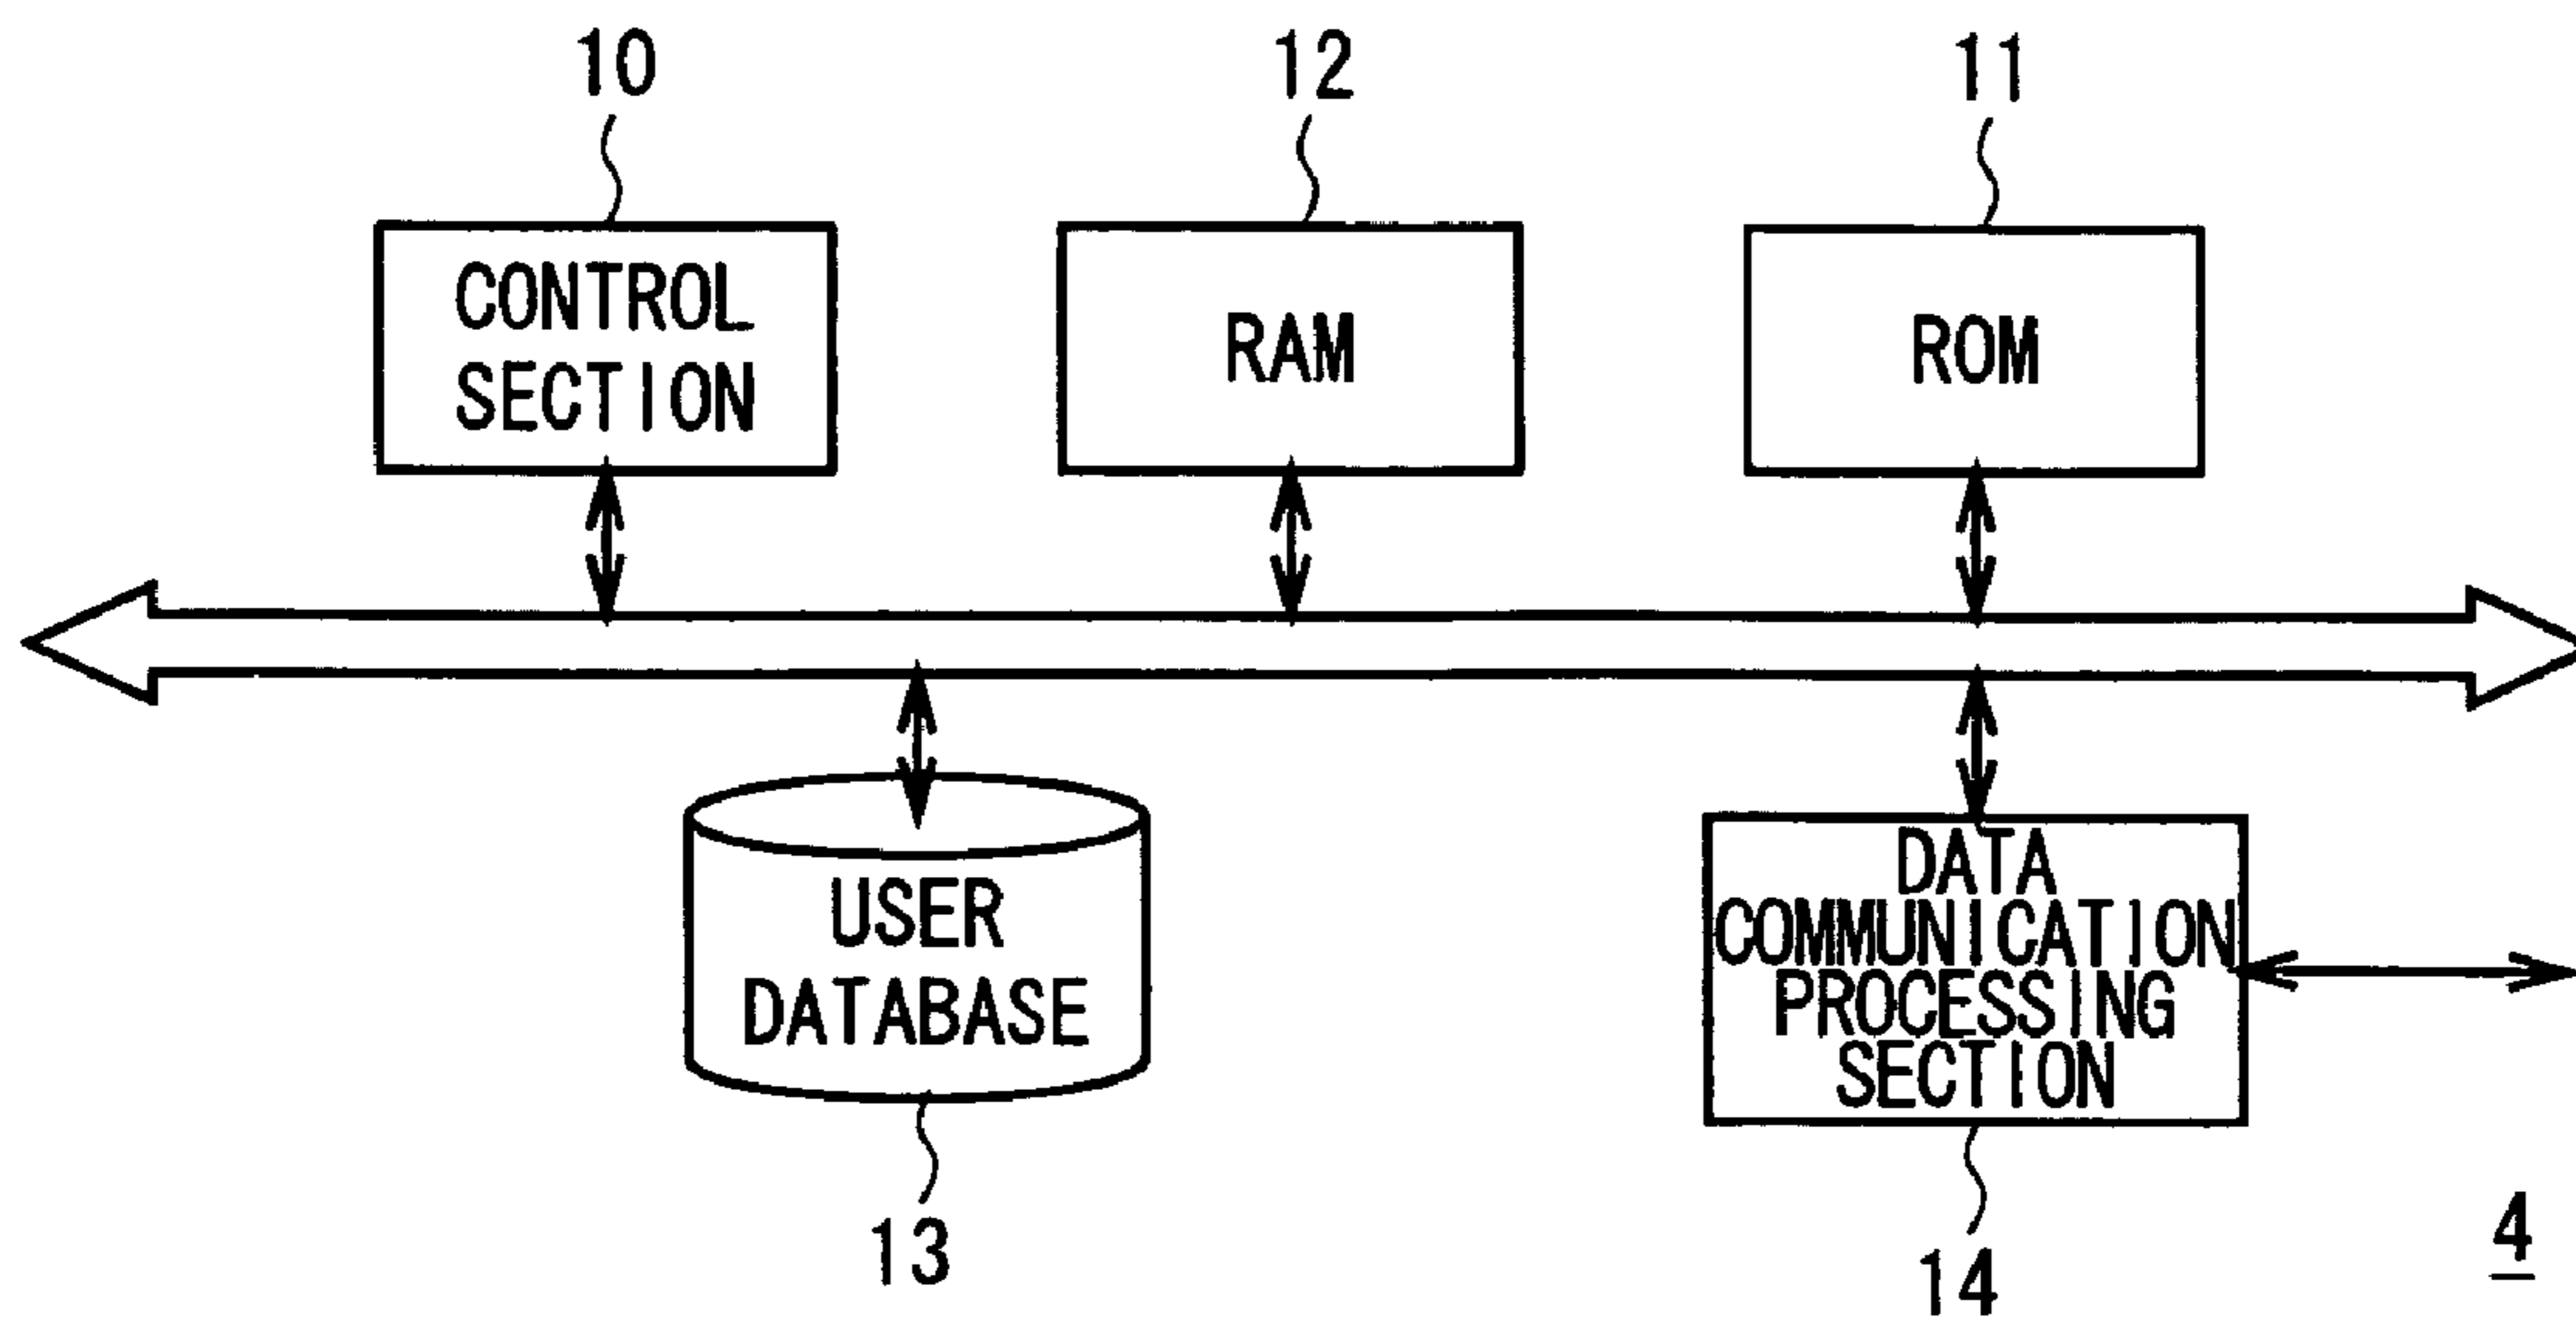 10
12
11
CONTROL
SECTION
RAM
ROM
USER
DATABASE
DATA
COMMUNICATION
PROCESSING
SECTION
13
14
4